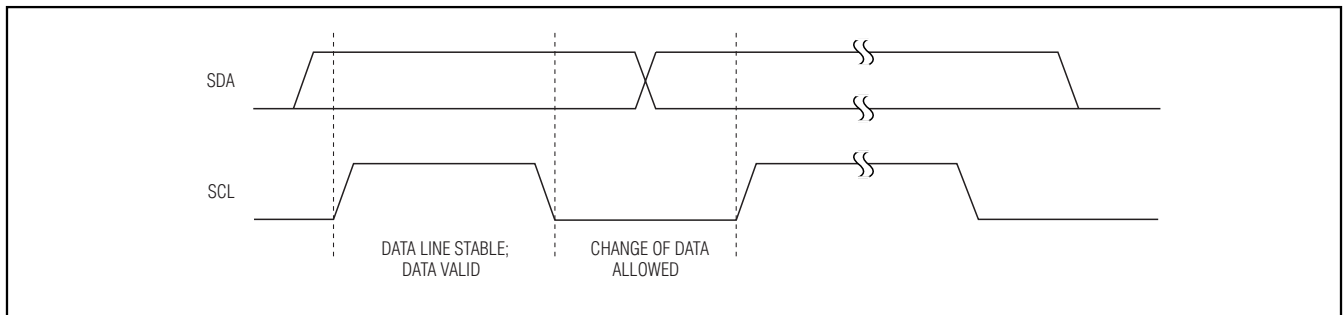 SDA
SCL
DATA LINE STABLE;
DATA VALID
CHANGE OF DATA
ALLOWED